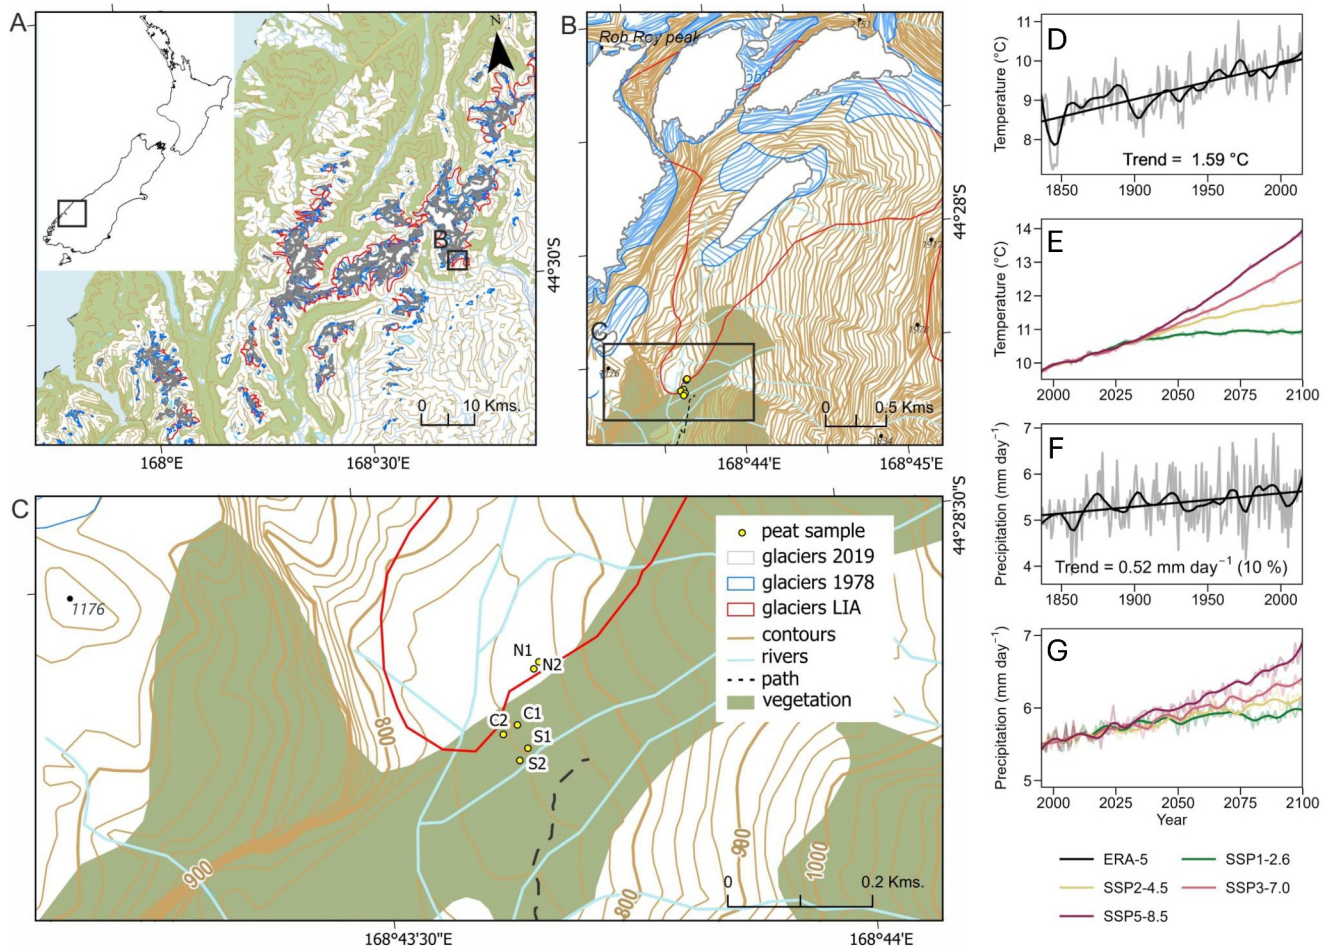 A
N
B
0 10 Kms.
168°E
168°30'E
44°30'S
B
Rob Roy peak
C
0 0.5 Kms
168°44'E
168°45'E
44°28'S
C
1176
800
900
N1
N2
C2
C1
S1
S2
900
800
1000
peat sample
glaciers 2019
glaciers 1978
glaciers LIA
contours
rivers
path
vegetation
0 0.2 Kms.
168°43'30"E
168°44'E
44°28'30"S
D
Temperature (°C)
11
10
9
8
Trend = 1.59 °C
1850 1900 1950 2000
E
Temperature (°C)
14
13
12
11
10
2000 2025 2050 2075 2100
F
Precipitation (mm day⁻¹)
7
6
5
4
Trend = 0.52 mm day⁻¹ (10 %)
1850 1900 1950 2000
G
Precipitation (mm day⁻¹)
7
6
5
2000 2025 2050 2075 2100
Year
ERA-5 SSP1-2.6
SSP2-4.5 SSP3-7.0
SSP5-8.5